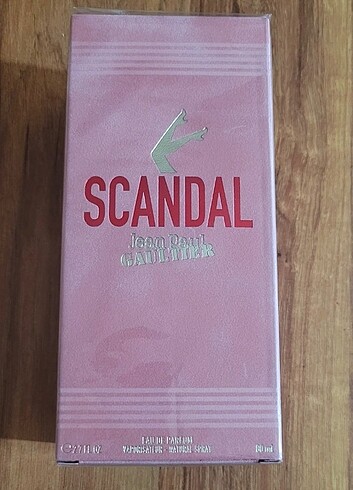 SCANDAL
Jean Paul
GAULTIER
EAU DE PARFUM
VAPORISATEUR - NATURAL SPRAY
℮ 2.7 FL.OZ.
80 ml